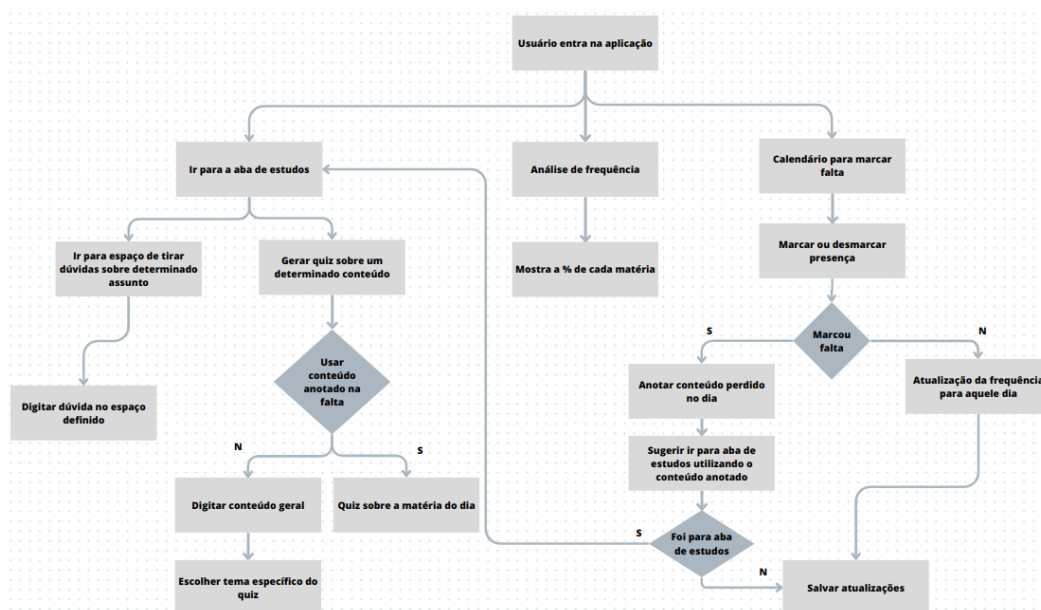 Usuário entra na aplicação
Ir para a aba de estudos
Análise de frequência
Calendário para marcar
falta
Ir para espaço de tirar
dúvidas sobre determinado
assunto
Gerar quiz sobre um
determinado conteúdo
Mostra a % de cada matéria
Marcar ou desmarcar
presença
Usar
conteúdo
anotado na
falta
S
Marcou
falta
N
Digitar dúvida no espaço
definido
Anotar conteúdo perdido
no dia
Atualização da frequência
para aquele dia
N
S
Sugerir ir para aba de
estudos utilizando o
conteúdo anotado
Digitar conteúdo geral
Quiz sobre a matéria do dia
S
Foi para aba
de estudos
N
Escolher tema específico do
quiz
Salvar atualizações